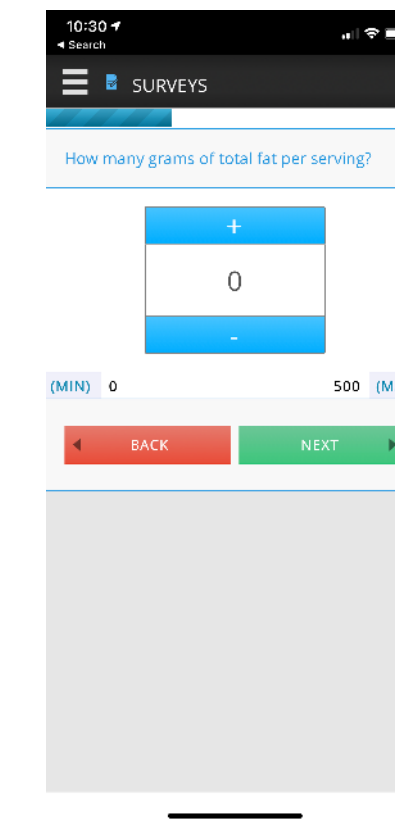 10:30
◄ Search
SURVEYS
How many grams of total fat per serving?
+
0
-
(MIN) 0 500 (M
BACK NEXT